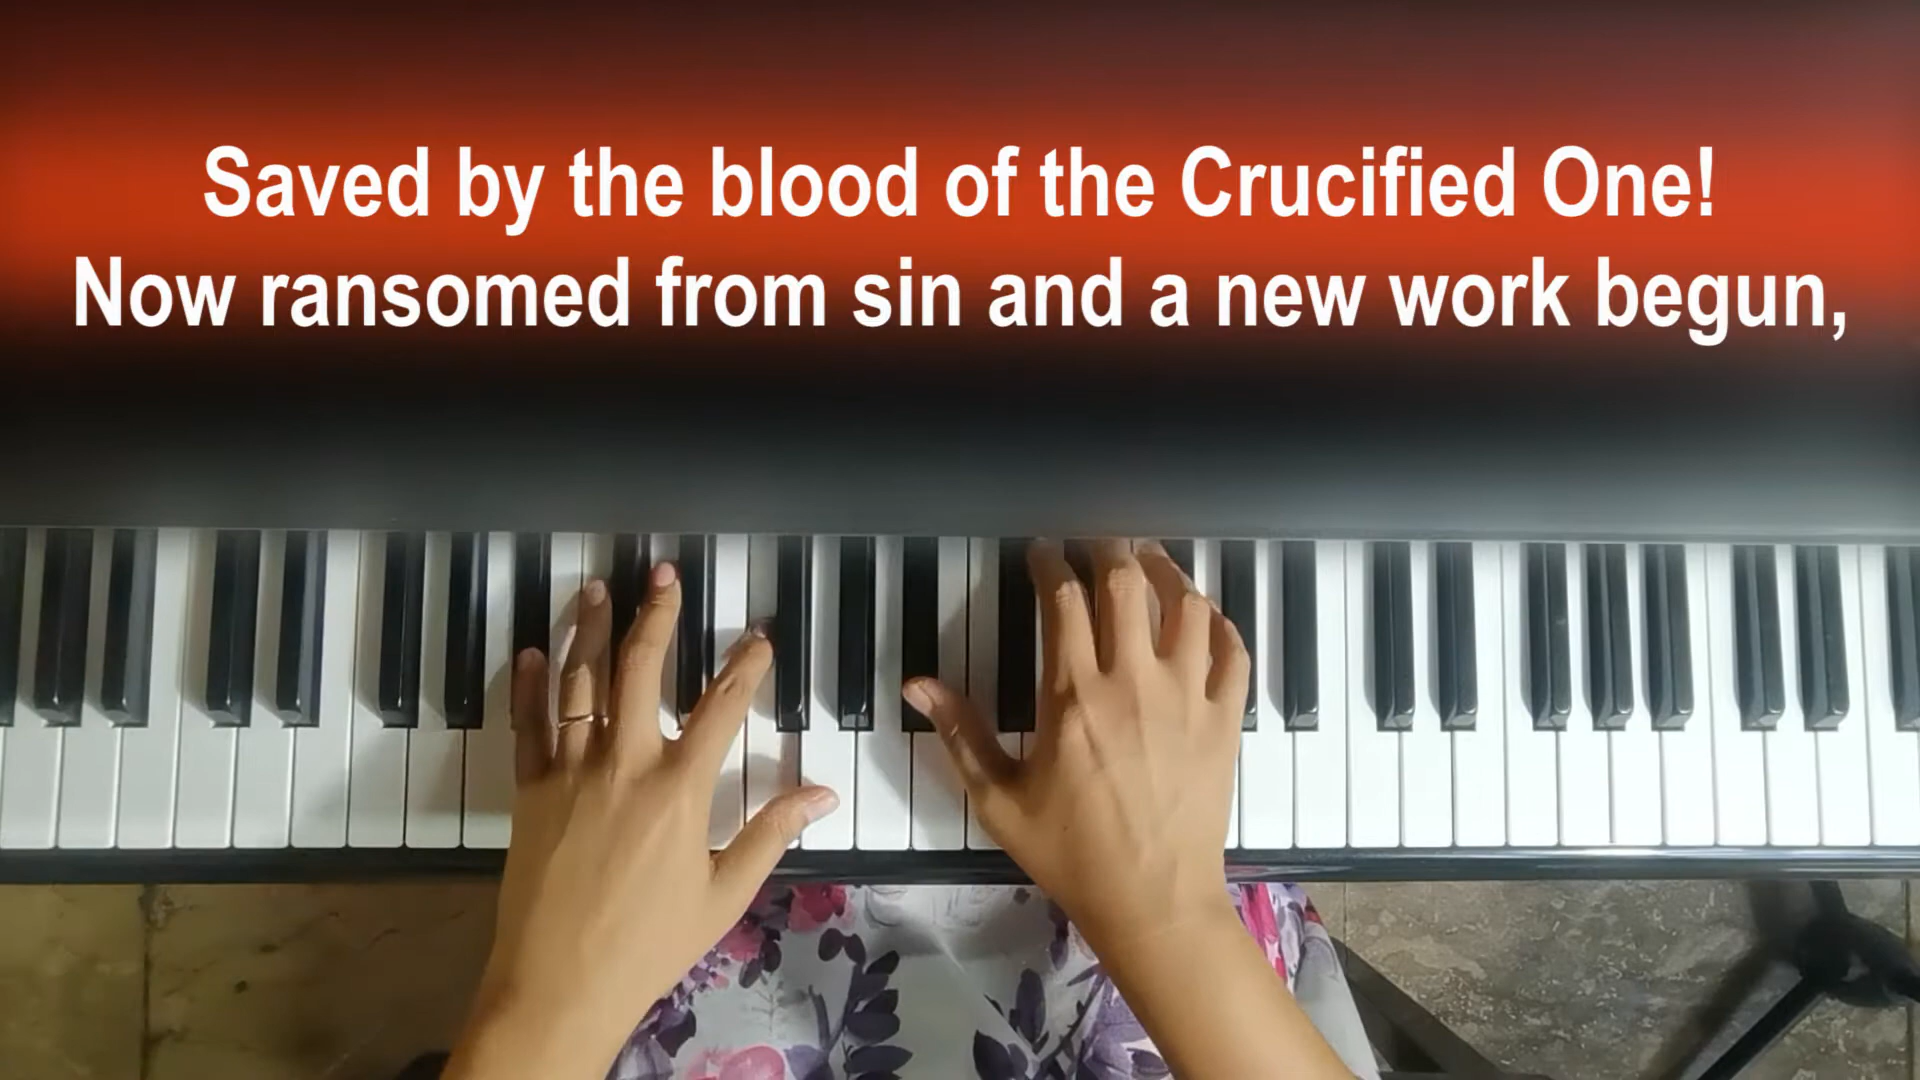 Saved by the blood of the Crucified One!
Now ransomed from sin and a new work begun,